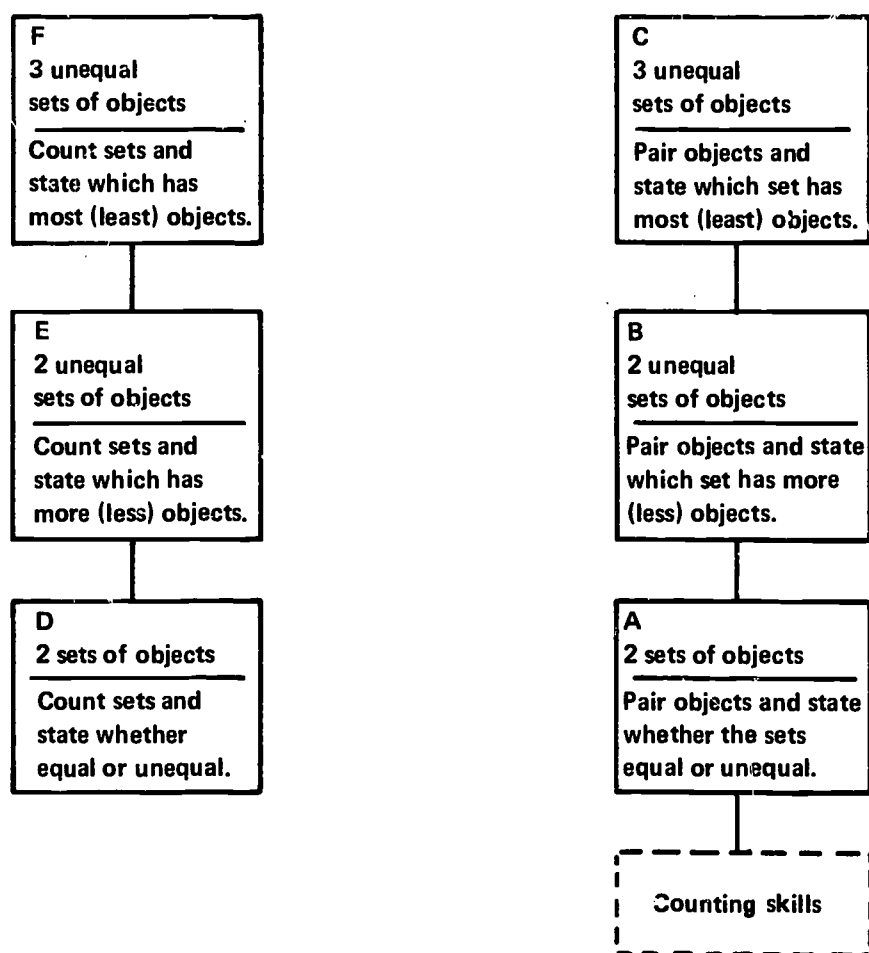 F
3 unequal
sets of objects
Count sets and
state which has
most (least) objects.
C
3 unequal
sets of objects
Pair objects and
state which set has
most (least) objects.
E
2 unequal
sets of objects
Count sets and
state which has
more (less) objects.
B
2 unequal
sets of objects
Pair objects and state
which set has more
(less) objects.
D
2 sets of objects
Count sets and
state whether
equal or unequal.
A
2 sets of objects
Pair objects and state
whether the sets
equal or unequal.
Counting skills